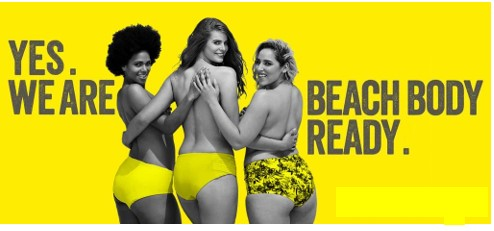 YES.
WE ARE
BEACH BODY
READY.